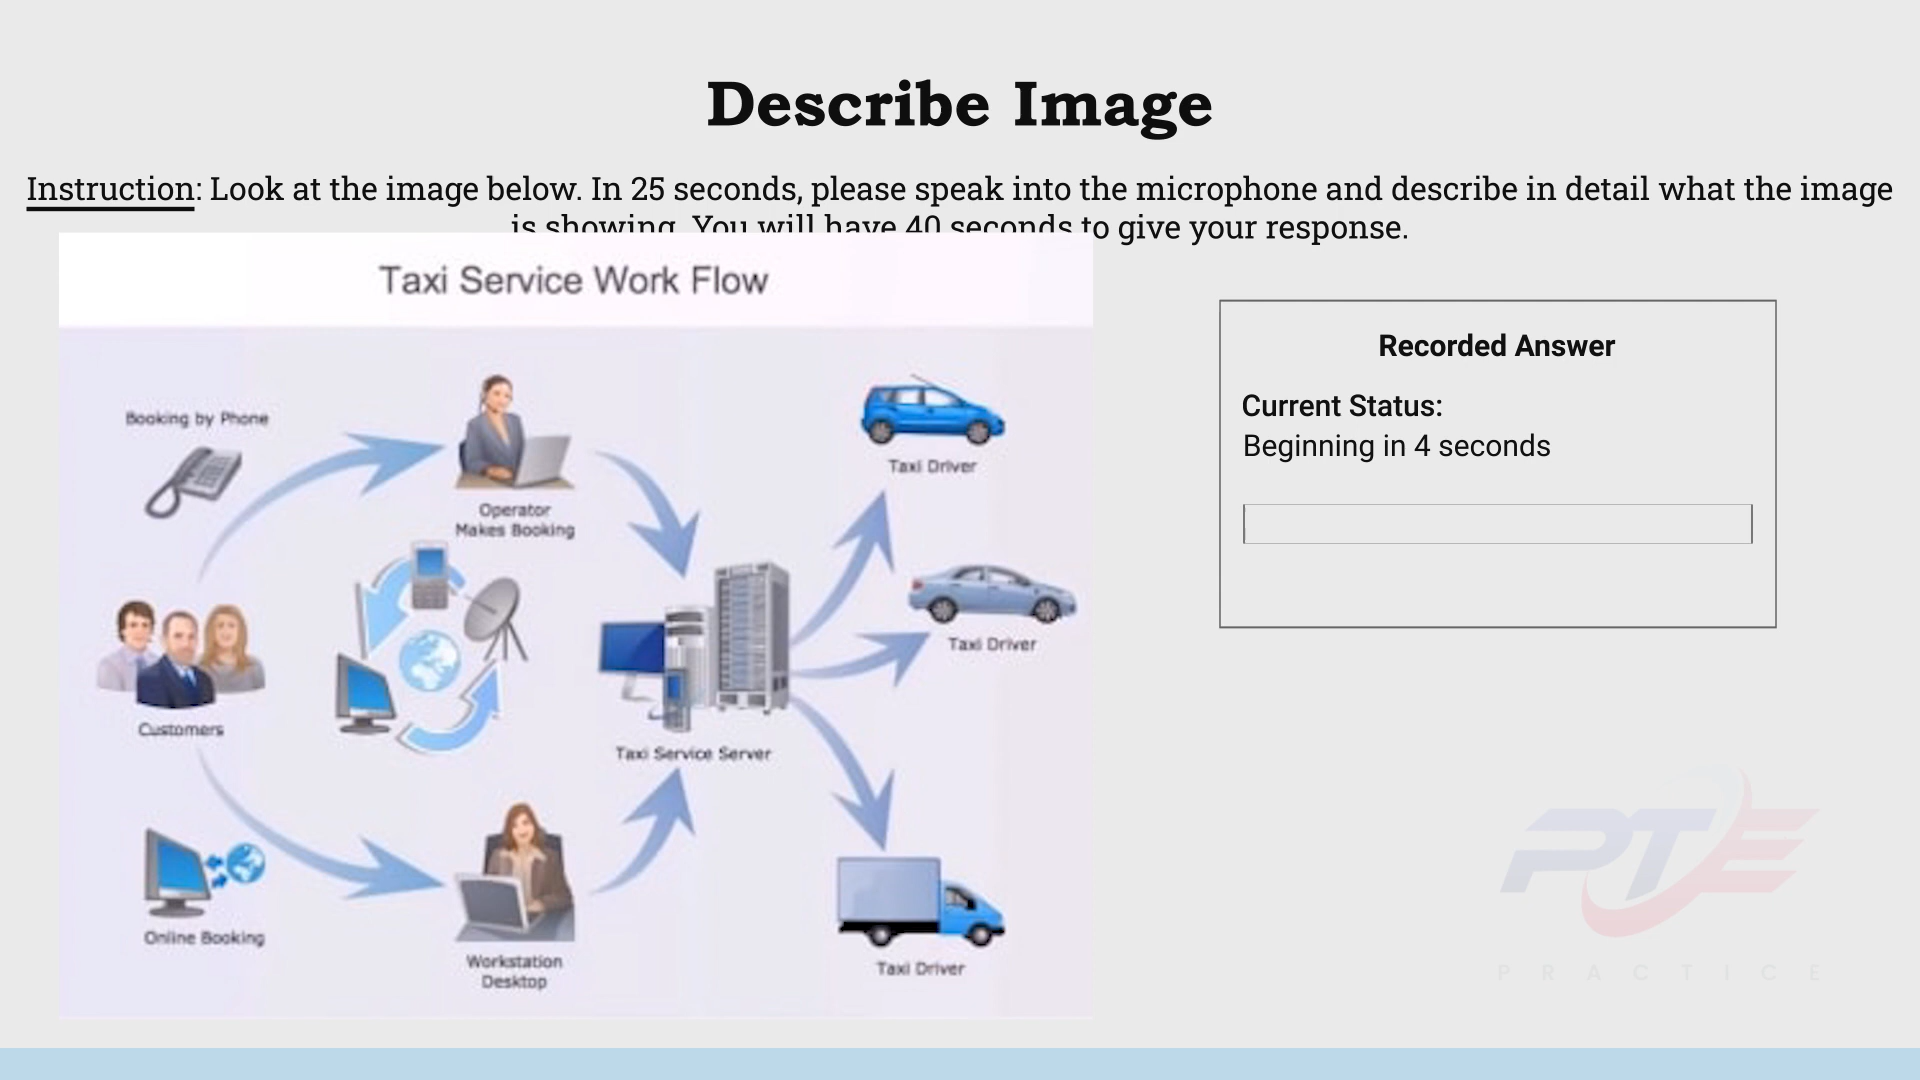 Describe Image
Instruction: Look at the image below. In 25 seconds, please speak into the microphone and describe in detail what the image
is showing. You will have 40 seconds to give your response.
Taxi Service Work Flow
Booking by Phone
Operator
Makes Booking
Taxi Driver
Taxi Driver
Customers
Taxi Service Server
Online Booking
Workstation
Desktop
Taxi Driver
Recorded Answer
Current Status:
Beginning in 4 seconds
PTE
PRACTICE